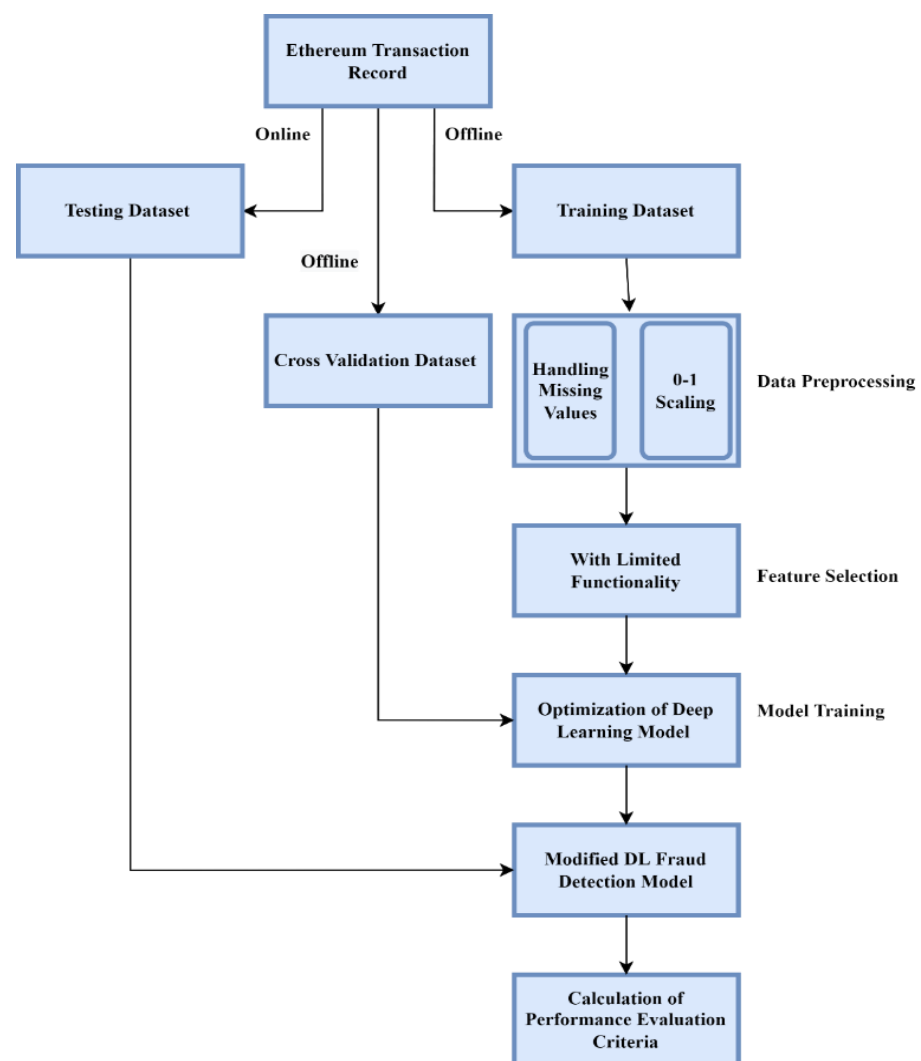 Ethereum Transaction
Record
Online
Offline
Testing Dataset
Training Dataset
Offline
Cross Validation Dataset
Handling
Missing
Values
0-1
Scaling
Data Preprocessing
With Limited
Functionality
Feature Selection
Optimization of Deep
Learning Model
Model Training
Modified DL Fraud
Detection Model
Calculation of
Performance Evaluation
Criteria